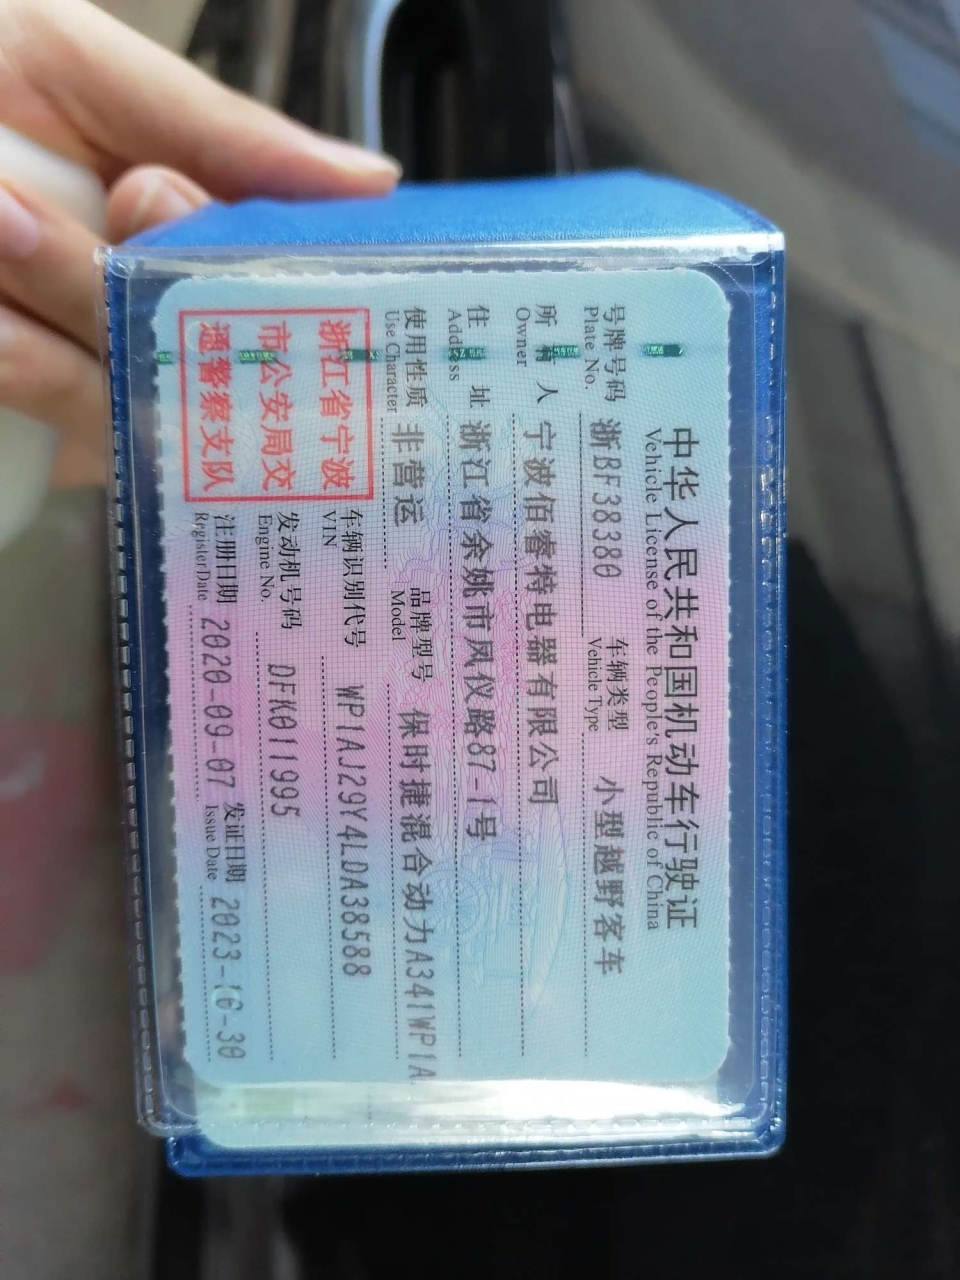 中华人民共和国机动车行驶证
Vehicle License of the People's Republic of China
号牌号码 浙BF38380 车辆类型 小型越野客车
Plate No. Vehicle Type
所有人 宁波佰睿特电器有限公司
Owner
住址 浙江省余姚市凤仪路87-1号
Address
使用性质 非营运 品牌型号 保时捷混合动力A341WP1A
Use Character Model
浙江省宁波
市公安局交
通警察支队
车辆识别代号 WP1AJ29Y4LDA38588
VIN
发动机号码 DFK011995
Engine No.
注册日期 2020-09-07 发证日期 2023-10-30
Register Date Issue Date